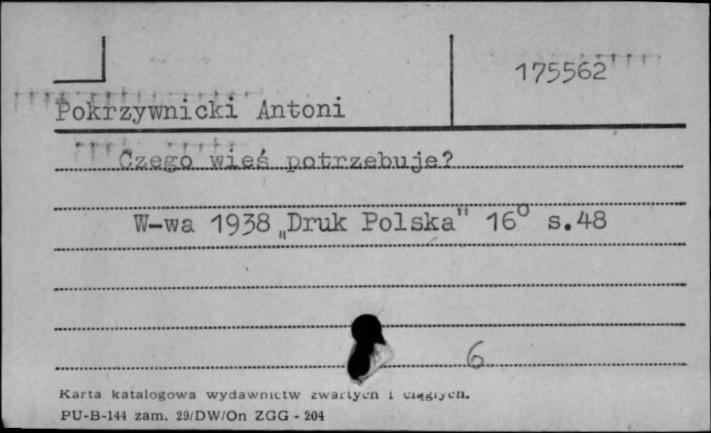 175562
Pokrzywnicki Antoni
Czego wieś potrzebuje?
W-wa 1938 „Druk Polska" 16° s.48
6
Karta katalogowa wydawnictw zwartych i ciągłych.
PU-B-144 zam. 29/DW/On ZGG - 204